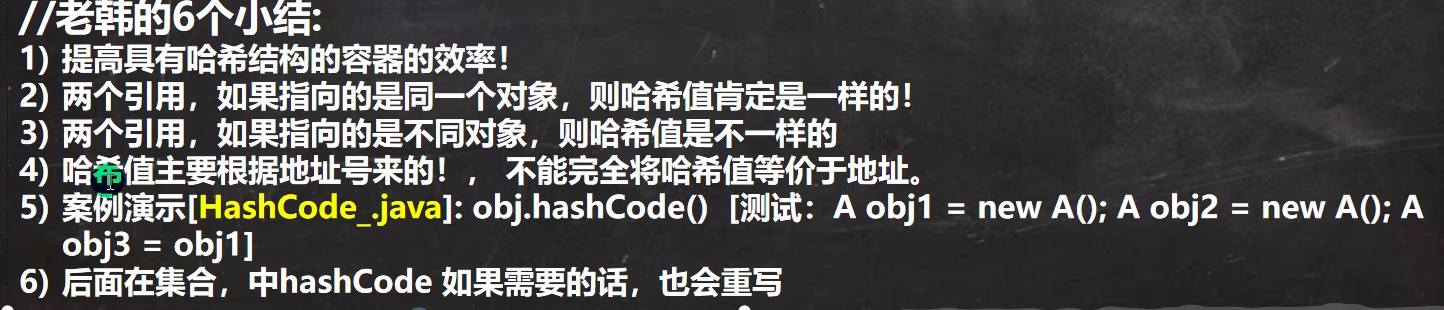 //老韩的6个小结:
1) 提高具有哈希结构的容器的效率！
2) 两个引用，如果指向的是同一个对象，则哈希值肯定是一样的！
3) 两个引用，如果指向的是不同对象，则哈希值是不一样的
4) 哈希值主要根据地址号来的！， 不能完全将哈希值等价于地址。
5) 案例演示[HashCode_.java]: obj.hashCode() [测试：A obj1 = new A(); A obj2 = new A(); A
obj3 = obj1]
6) 后面在集合，中hashCode 如果需要的话，也会重写